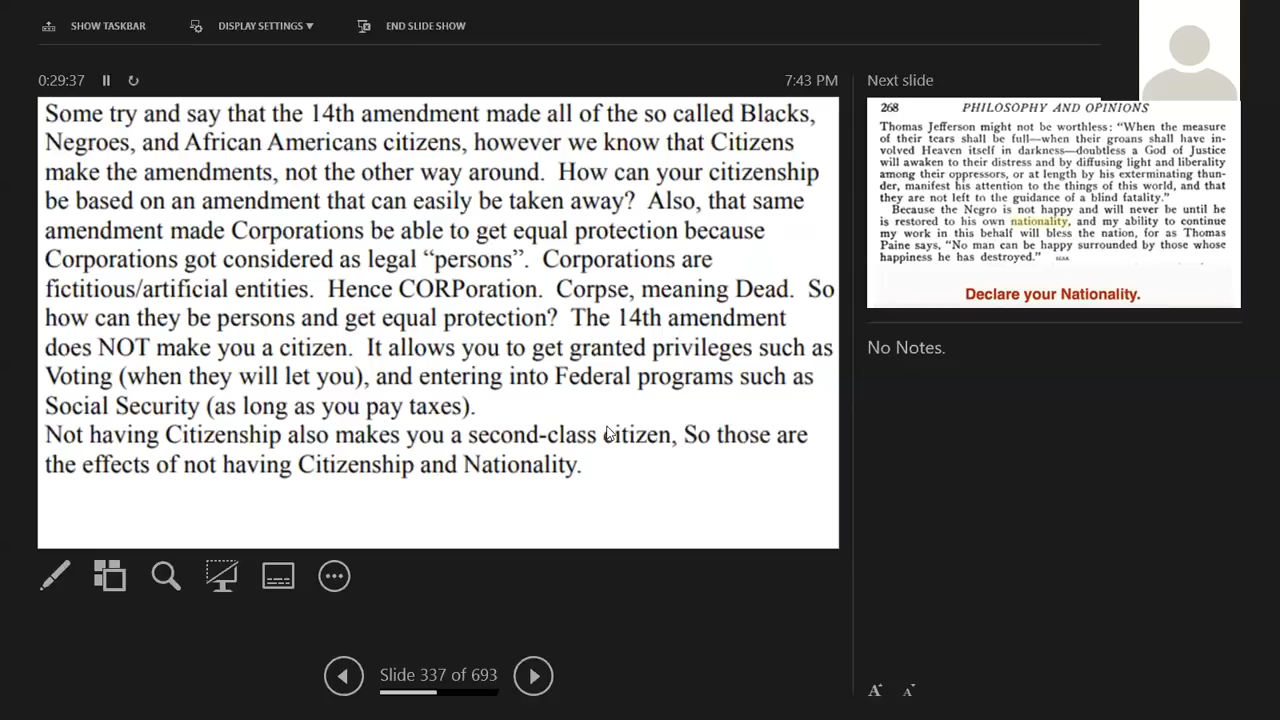 SHOW TASKBAR
DISPLAY SETTINGS ▼
END SLIDE SHOW
0:29:37
7:43 PM
Some try and say that the 14th amendment made all of the so called Blacks,
Negroes, and African Americans citizens, however we know that Citizens
make the amendments, not the other way around. How can your citizenship
be based on an amendment that can easily be taken away? Also, that same
amendment made Corporations be able to get equal protection because
Corporations got considered as legal “persons”. Corporations are
fictitious/artificial entities. Hence CORPoration. Corpse, meaning Dead. So
how can they be persons and get equal protection? The 14th amendment
does NOT make you a citizen. It allows you to get granted privileges such as
Voting (when they will let you), and entering into Federal programs such as
Social Security (as long as you pay taxes).
Not having Citizenship also makes you a second-class citizen, So those are
the effects of not having Citizenship and Nationality.
Slide 337 of 693
Next slide
268 PHILOSOPHY AND OPINIONS
Thomas Jefferson might not be worthless: “When the measure
of their tears shall be full—when their groans shall have in-
volved Heaven itself in darkness—doubtless a God of Justice
will awaken to their distress and by diffusing light and liberality
among their oppressors, or at length by his exterminating thun-
der, manifest his attention to the things of this world, and that
they are not left to the guidance of a blind fatality.”
Because the Negro is not happy and will never be until he
is restored to his own nationality, and my ability to continue
my work in this behalf will bless the nation, for as Thomas
Paine says, “No man can be happy surrounded by those whose
happiness he has destroyed.”
Declare your Nationality.
No Notes.
A A